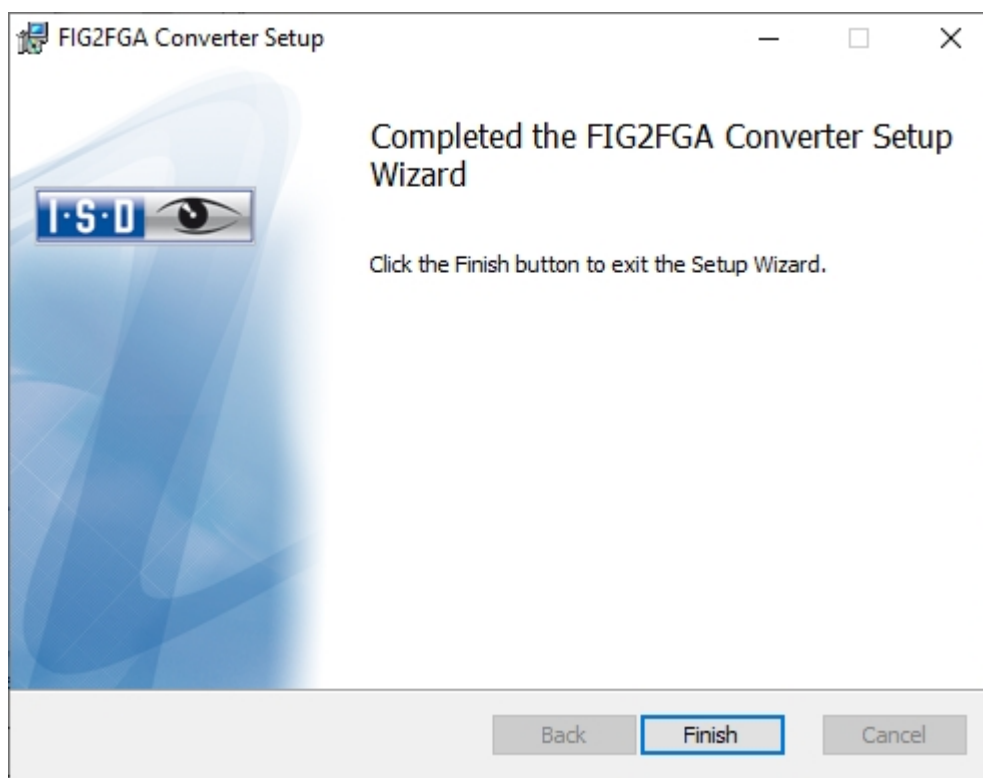 FIG2FGA Converter Setup
Completed the FIG2FGA Converter Setup
Wizard
I·S·D
Click the Finish button to exit the Setup Wizard.
Back
Finish
Cancel